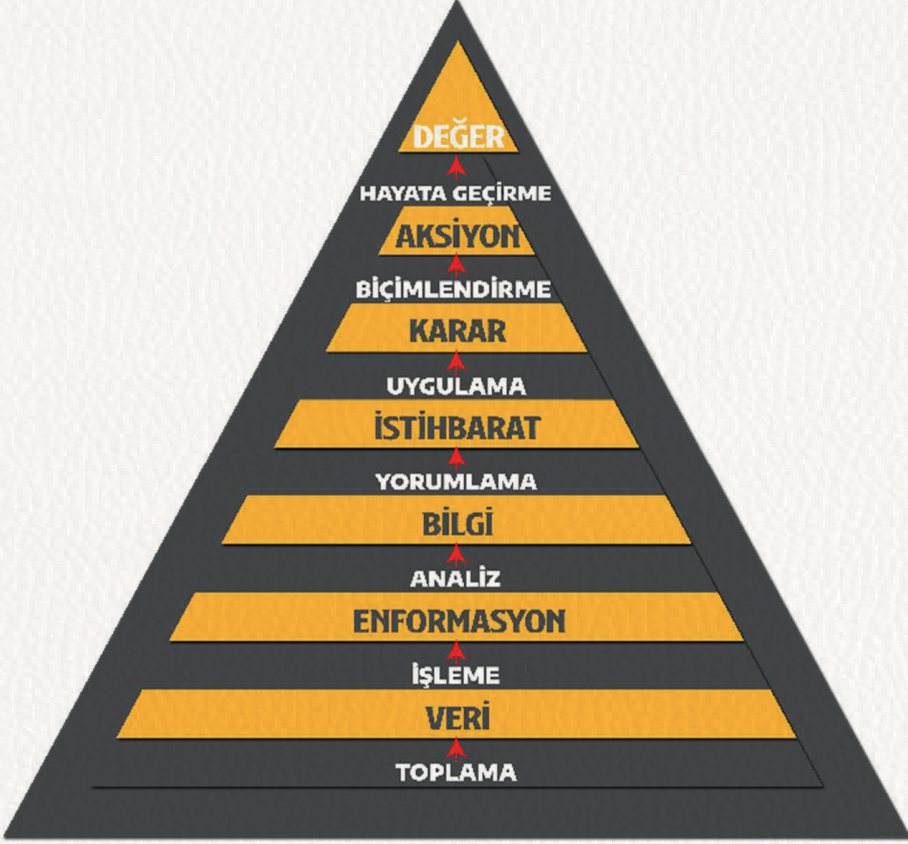 DEĞER
HAYATA GEÇİRME
AKSİYON
BİÇİMLENDİRME
KARAR
UYGULAMA
İSTİHBARAT
YORUMLAMA
BİLGİ
ANALİZ
ENFORMASYON
İŞLEME
VERİ
TOPLAMA